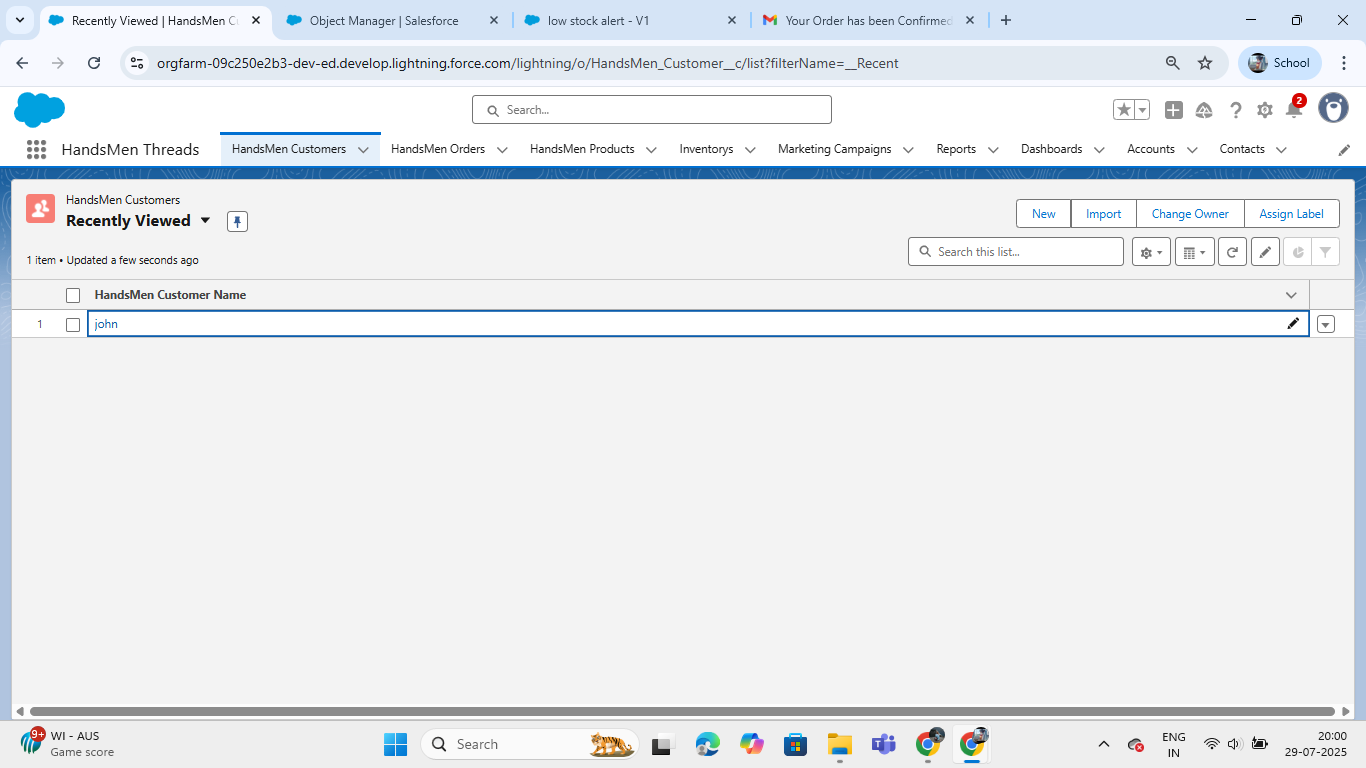 Recently Viewed | HandsMen C
Object Manager | Salesforce
low stock alert - V1
Your Order has been Confirmed
orgfarm-09c250e2b3-dev-ed.develop.lightning.force.com/lightning/o/HandsMen_Customer__c/list?filterName=__Recent
School
Search...
2
HandsMen Threads
HandsMen Customers
HandsMen Orders
HandsMen Products
Inventorys
Marketing Campaigns
Reports
Dashboards
Accounts
Contacts
HandsMen Customers
Recently Viewed
New
Import
Change Owner
Assign Label
1 item • Updated a few seconds ago
Search this list...
HandsMen Customer Name
1
john
9+
WI - AUS
Game score
Search
ENG
IN
20:00
29-07-2025